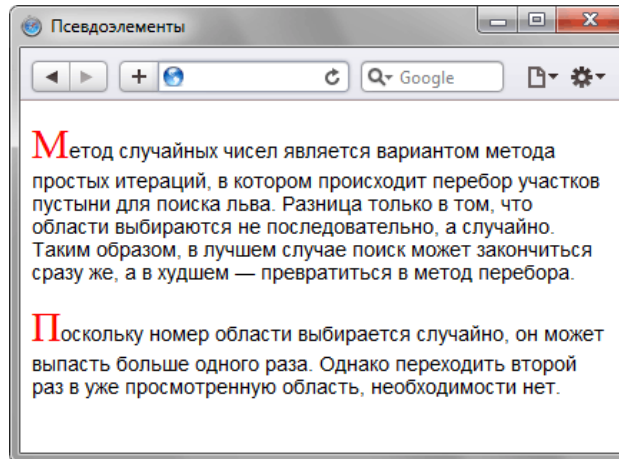 Псевдоэлементы
Google
Метод случайных чисел является вариантом метода
простых итераций, в котором происходит перебор участков
пустыни для поиска льва. Разница только в том, что
области выбираются не последовательно, а случайно.
Таким образом, в лучшем случае поиск может закончиться
сразу же, а в худшем — превратиться в метод перебора.
Поскольку номер области выбирается случайно, он может
выпасть больше одного раза. Однако переходить второй
раз в уже просмотренную область, необходимости нет.